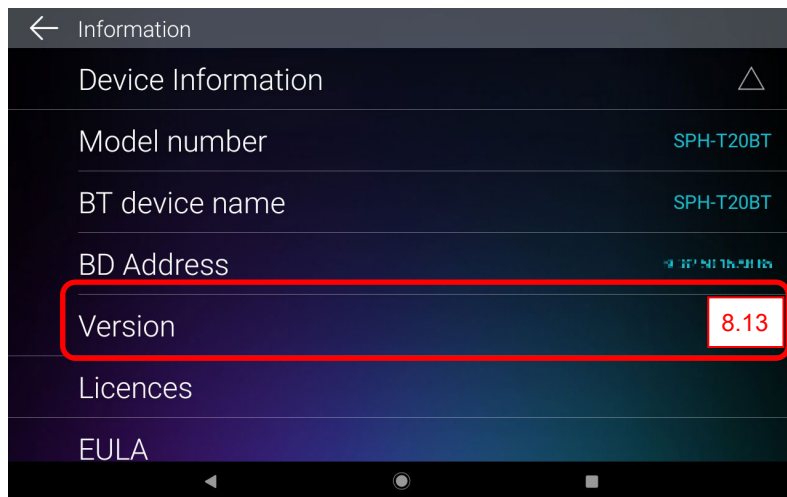 Information
Device Information
Model number SPH-T20BT
BT device name SPH-T20BT
BD Address
Version 8.13
Licences
EULA